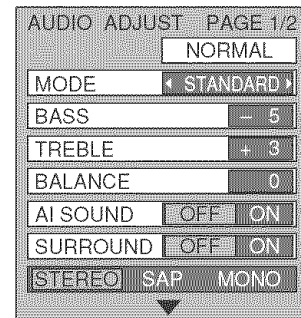 AUDIO ADJUST PAGE 1/2
NORMAL
MODE STANDARD
BASS – 5
TREBLE + 3
BALANCE 0
AI SOUND OFF ON
SURROUND OFF ON
STEREO SAP MONO